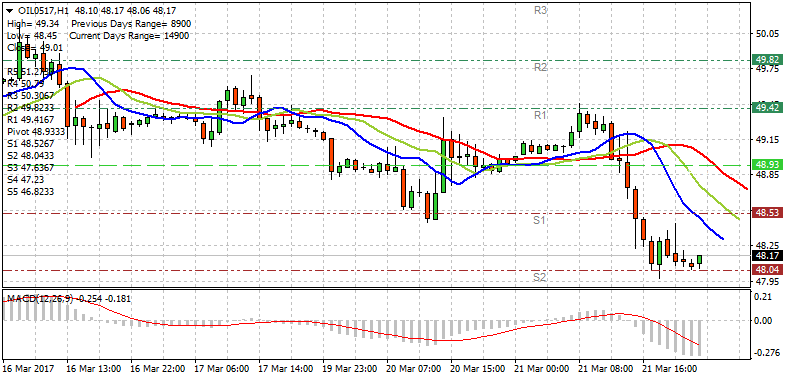 OIL0517,H1 48.10 48.17 48.06 48.17
High= 49.34 Previous Days Range= 8900
Low= 48.45 Current Days Range= 14900
Close= 49.01
R4 50.79
R3 50.3067
R2 49.8233
R1 49.4167
Pivot 48.9333
S1 48.5267
S2 48.0433
S3 47.6367
S4 47.23
S5 46.8233
R3
R2
R1
S1
S2
50.05
49.82
49.75
49.42
49.15
48.93
48.85
48.53
48.25
48.17
48.04
47.95
MACD(12,26,9) -0.254 -0.181
0.21
0.00
-0.276
16 Mar 2017
16 Mar 13:00
16 Mar 22:00
17 Mar 06:00
17 Mar 14:00
19 Mar 23:00
20 Mar 07:00
20 Mar 15:00
21 Mar 00:00
21 Mar 08:00
21 Mar 16:00